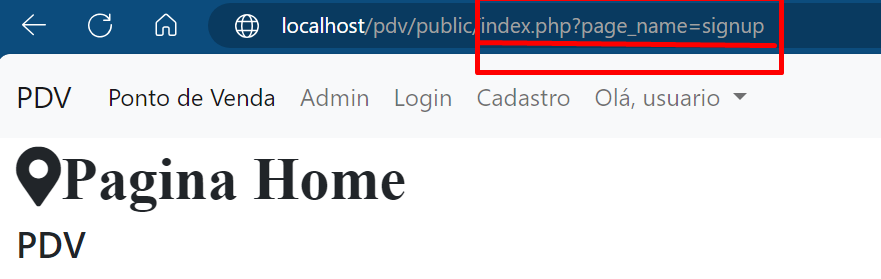 localhost/pdv/public/index.php?page_name=signup
PDV Ponto de Venda Admin Login Cadastro Olá, usuario
Pagina Home
PDV